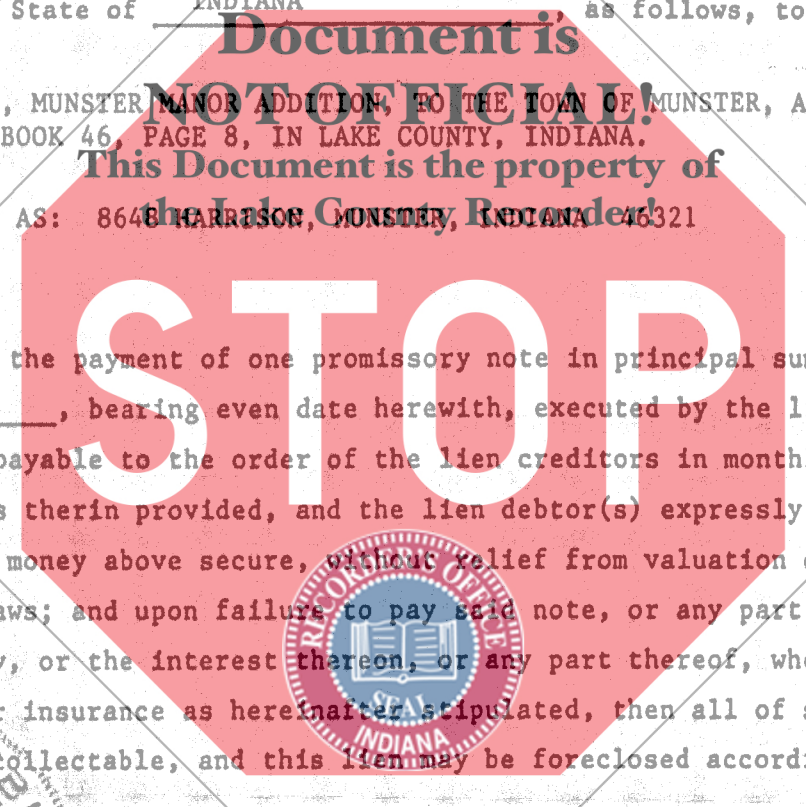 State of INDIANA, as follows, to
Document is
NOT OFFICIAL!
, MUNSTER MANOR ADDITION, TO THE TOWN OF MUNSTER, A
BOOK 46, PAGE 8, IN LAKE COUNTY, INDIANA.
This Document is the property of
the Lake County Recorder!
AS: 8648 HARRISON, MUNSTER, INDIANA 46321
STOP
the payment of one promissory note in principal su
, bearing even date herewith, executed by the l
payable to the order of the lien creditors in month
s therin provided, and the lien debtor(s) expressly
money above secure, without relief from valuation
aws; and upon failure to pay said note, or any part
, or the interest thereon, or any part thereof, wh
r insurance as hereinafter stipulated, then all of s
collectable, and this lien may be foreclosed accordi
RECORDER'S OFFICE
SEAL
INDIANA